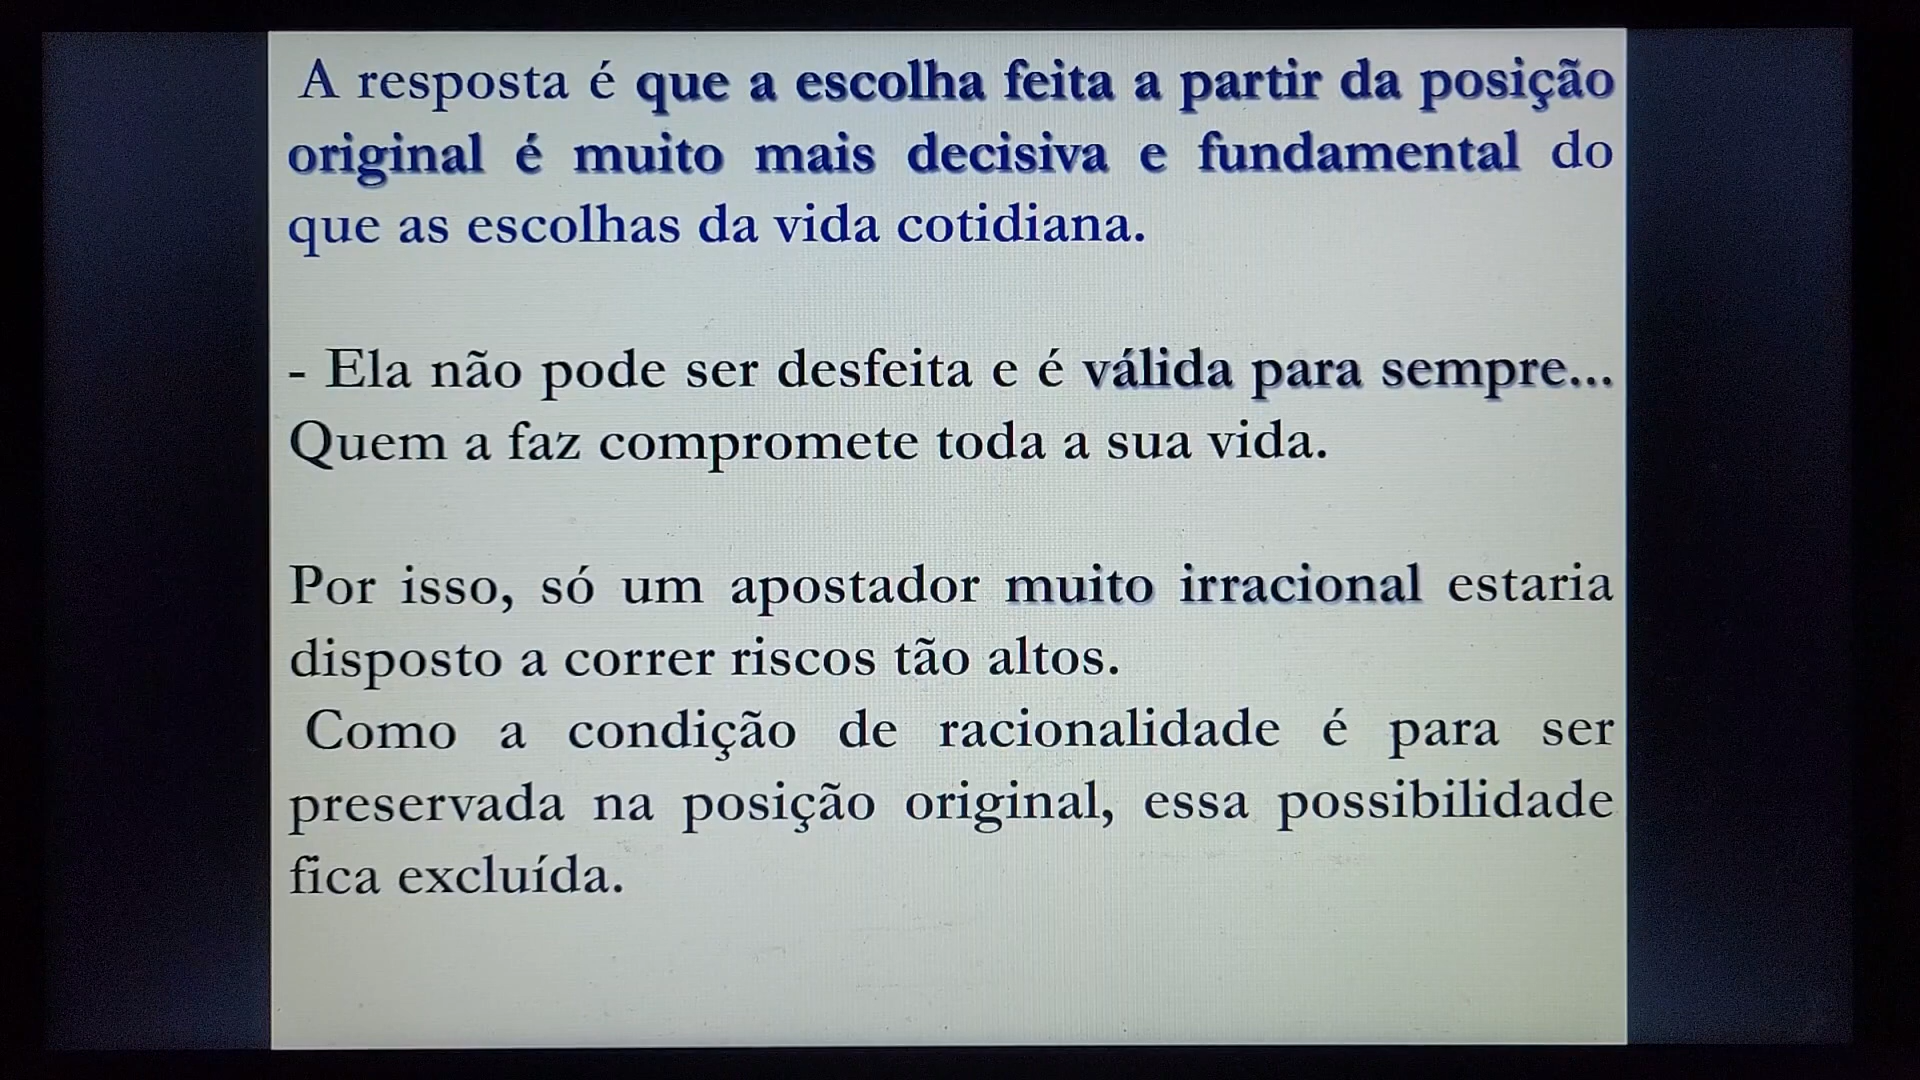 A resposta é que a escolha feita a partir da posição
original é muito mais decisiva e fundamental do
que as escolhas da vida cotidiana.
- Ela não pode ser desfeita e é válida para sempre...
Quem a faz compromete toda a sua vida.
Por isso, só um apostador muito irracional estaria
disposto a correr riscos tão altos.
Como a condição de racionalidade é para ser
preservada na posição original, essa possibilidade
fica excluída.